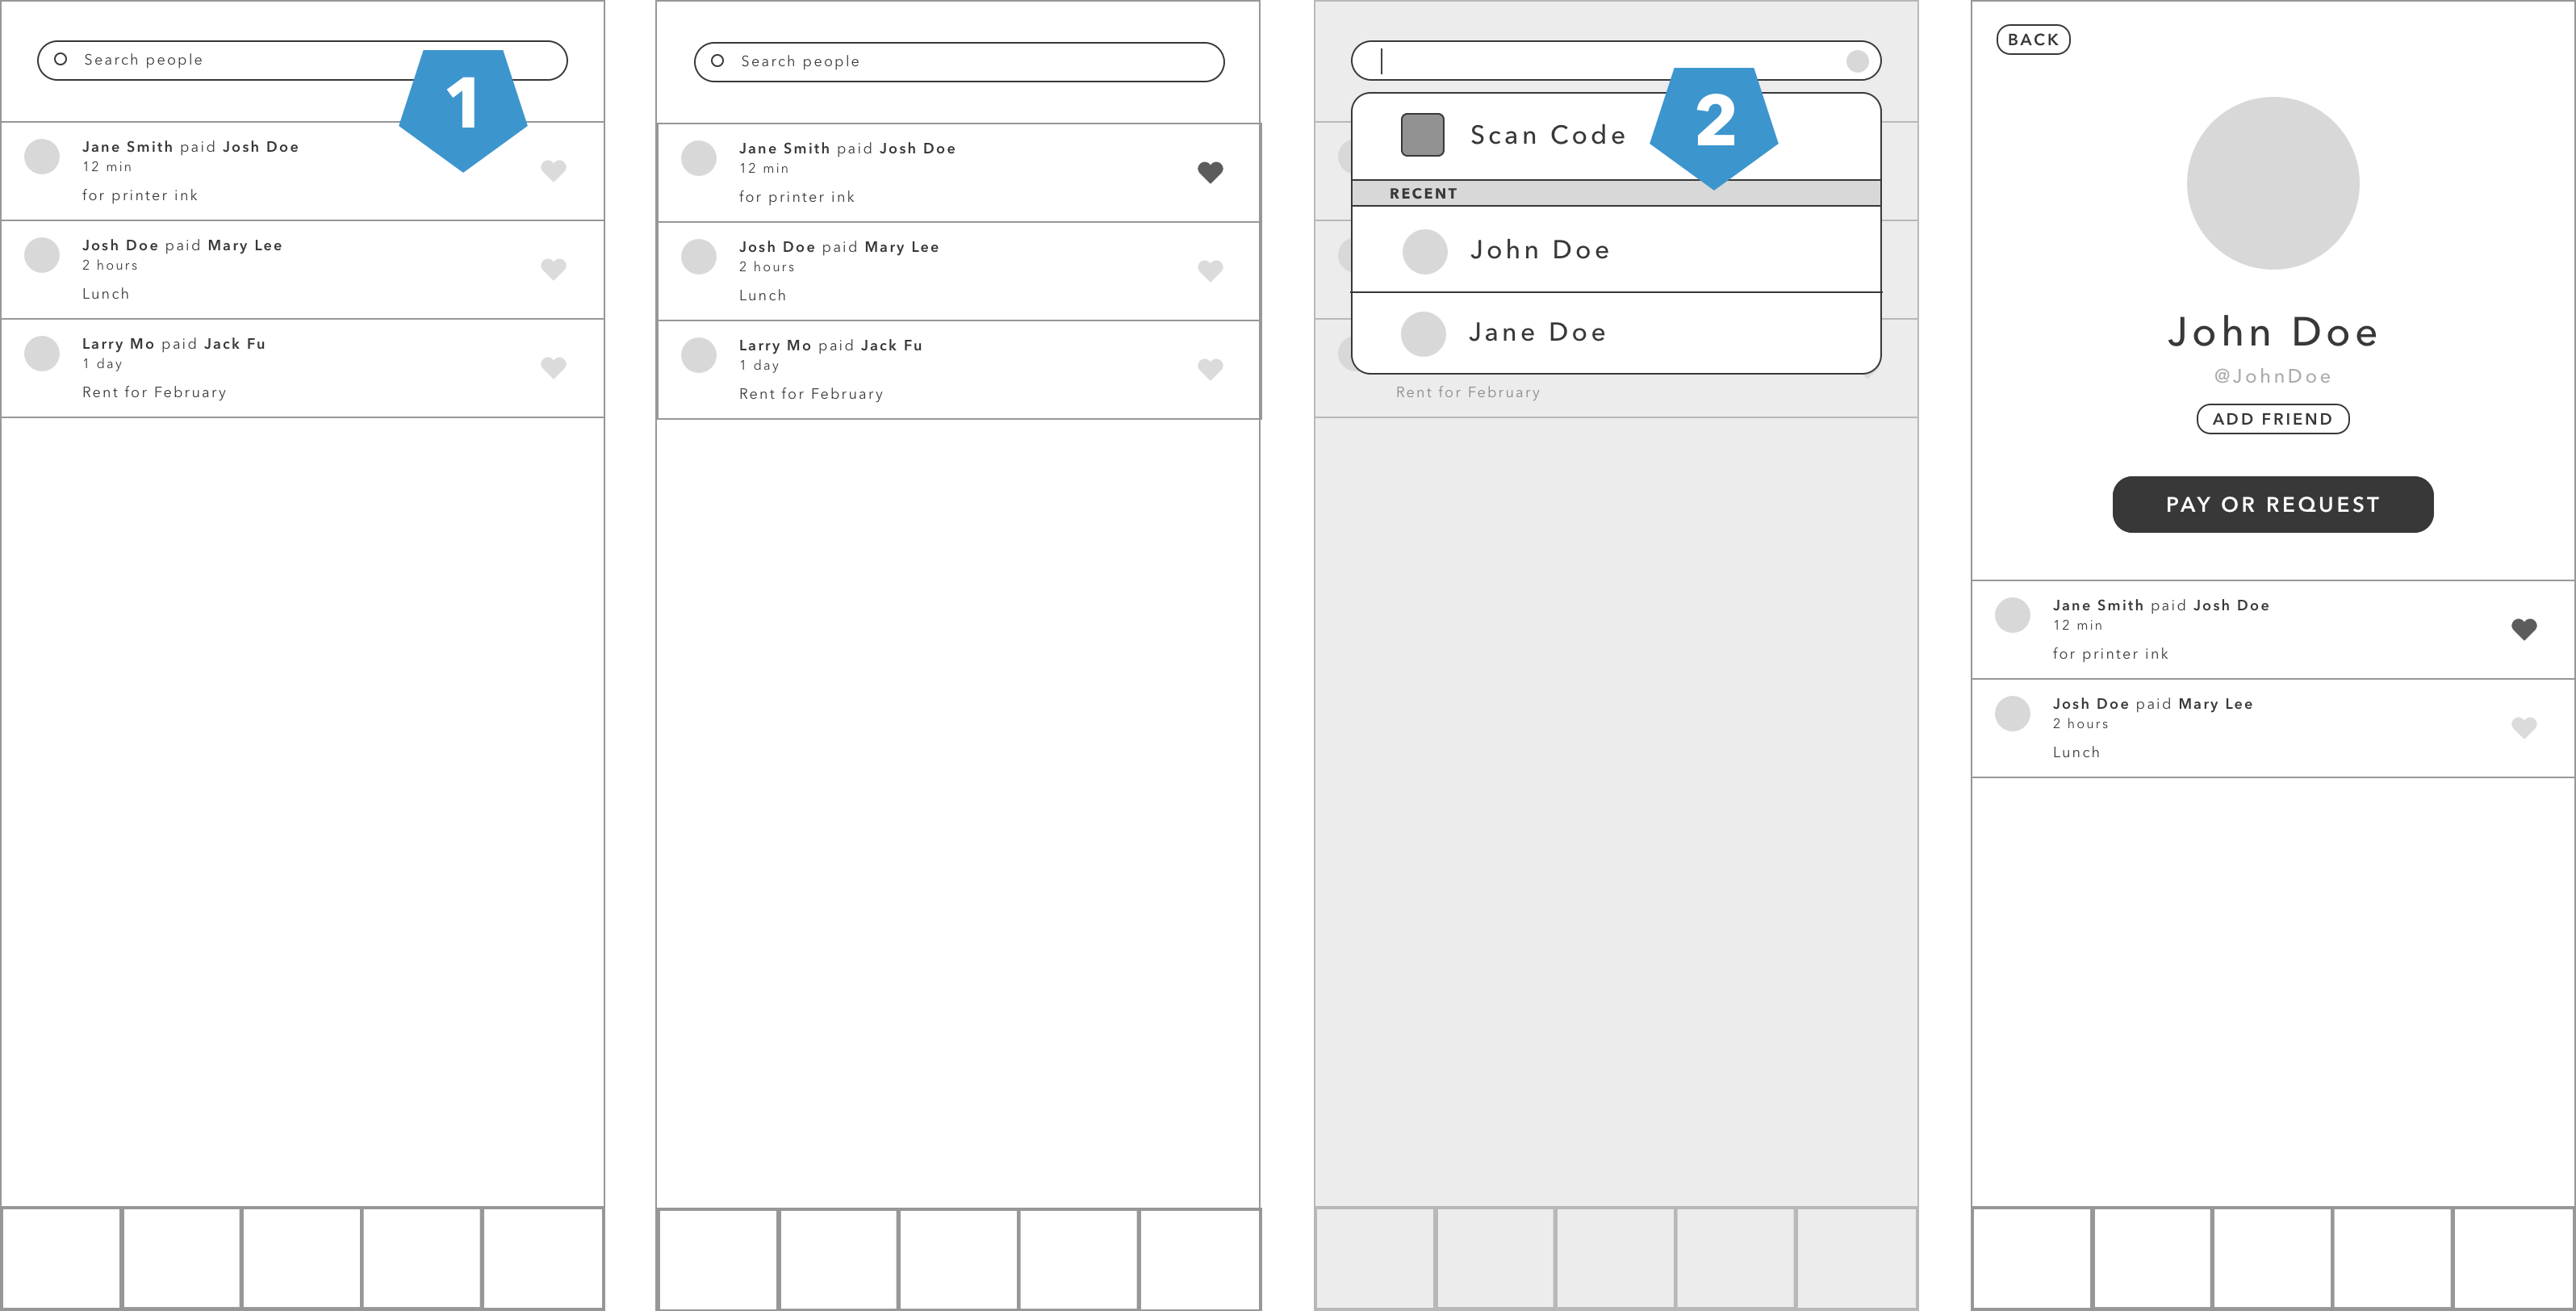 Search people
1
Jane Smith paid Josh Doe
12 min
for printer ink
Josh Doe paid Mary Lee
2 hours
Lunch
Larry Mo paid Jack Fu
1 day
Rent for February
Search people
Jane Smith paid Josh Doe
12 min
for printer ink
Josh Doe paid Mary Lee
2 hours
Lunch
Larry Mo paid Jack Fu
1 day
Rent for February
2
Scan Code
RECENT
John Doe
Jane Doe
Rent for February
BACK
John Doe
@JohnDoe
ADD FRIEND
PAY OR REQUEST
Jane Smith paid Josh Doe
12 min
for printer ink
Josh Doe paid Mary Lee
2 hours
Lunch